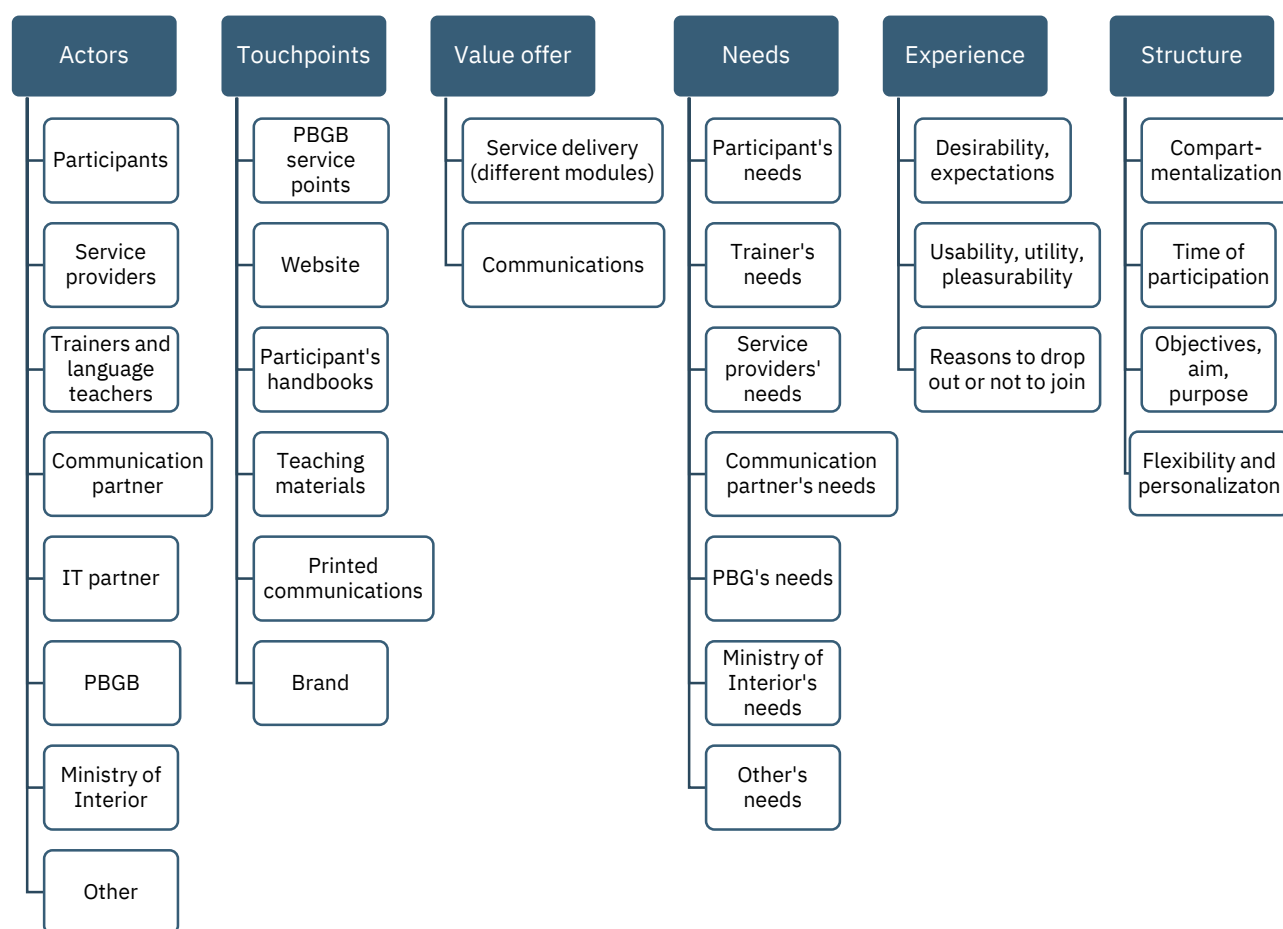 Actors
Participants
Service
providers
Trainers and
language
teachers
Communication
partner
IT partner
PBGB
Ministry of
Interior
Other
Touchpoints
PBGB
service
points
Website
Participant's
handbooks
Teaching
materials
Printed
communications
Brand
Value offer
Service delivery
(different modules)
Communications
Needs
Participant's
needs
Trainer's
needs
Service
providers'
needs
Communication
partner's needs
PBG's needs
Ministry of
Interior's
needs
Other's
needs
Experience
Desirability,
expectations
Usability, utility,
pleasurability
Reasons to drop
out or not to join
Structure
Compart-
mentalization
Time of
participation
Objectives,
aim,
purpose
Flexibility and
personalizaton